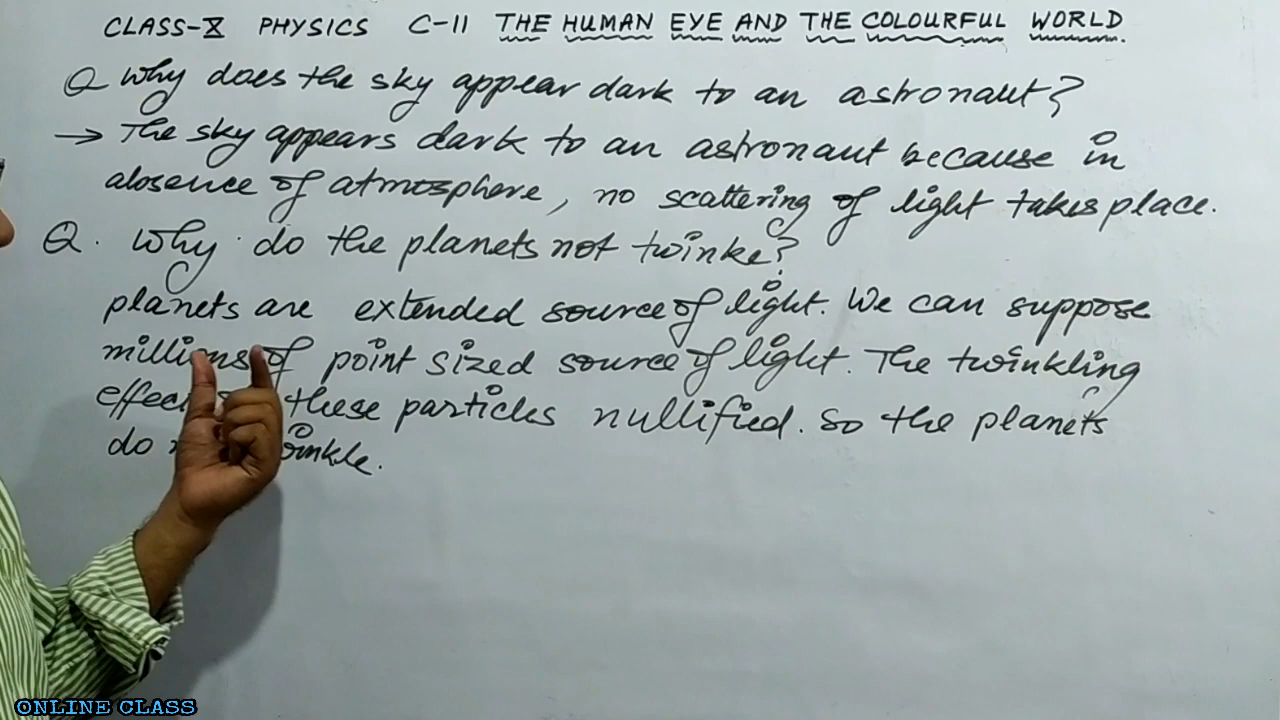 CLASS-X PHYSICS C-11 THE HUMAN EYE AND THE COLOURFUL WORLD
Q Why does the sky appear dark to an astronaut?
→ The sky appears dark to an astronaut because in
absence of atmosphere, no scattering of light takes place.
Q. Why do the planets not twinke?
planets are extended source of light. We can suppose
millions of point sized source of light. The twinkling
these particles nullified. So the planets
do
ONLINE CLASS